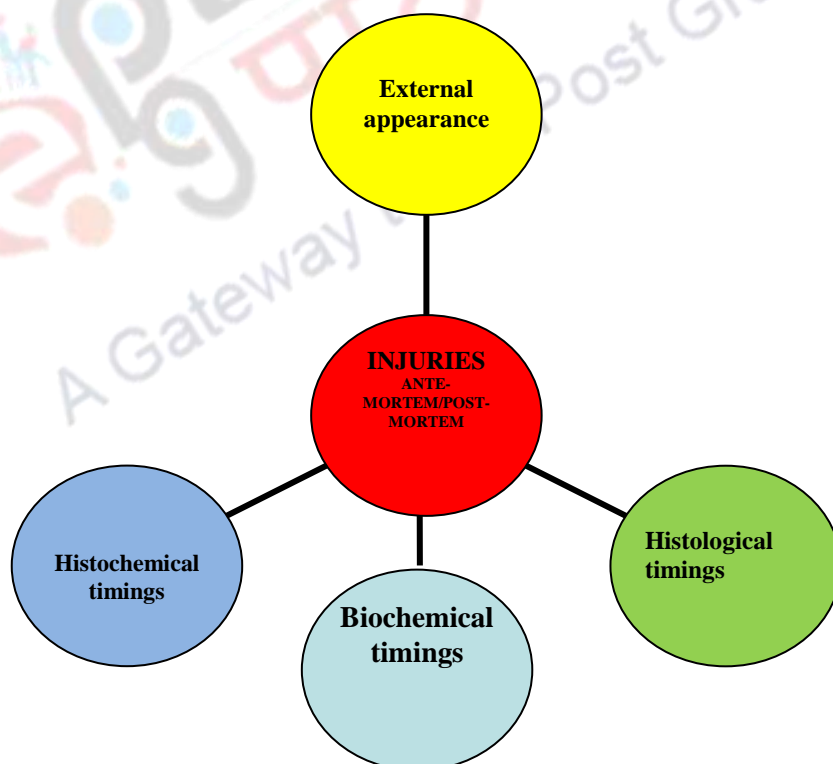 External
appearance
A Gateway
Post Gr
INJURIES
ANTE-
MORTEM/POST-
MORTEM
Histochemical
timings
Biochemical
timings
Histological
timings